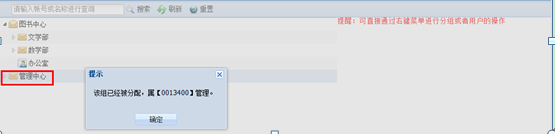 请输入帐号或名称进行查询 搜索 刷新 重置
提醒：可直接通过右键菜单进行分组或者用户的操作
图书中心
文学部
数学部
办公室
管理中心
提示
该组已经被分配，属【0013400】管理。
确定